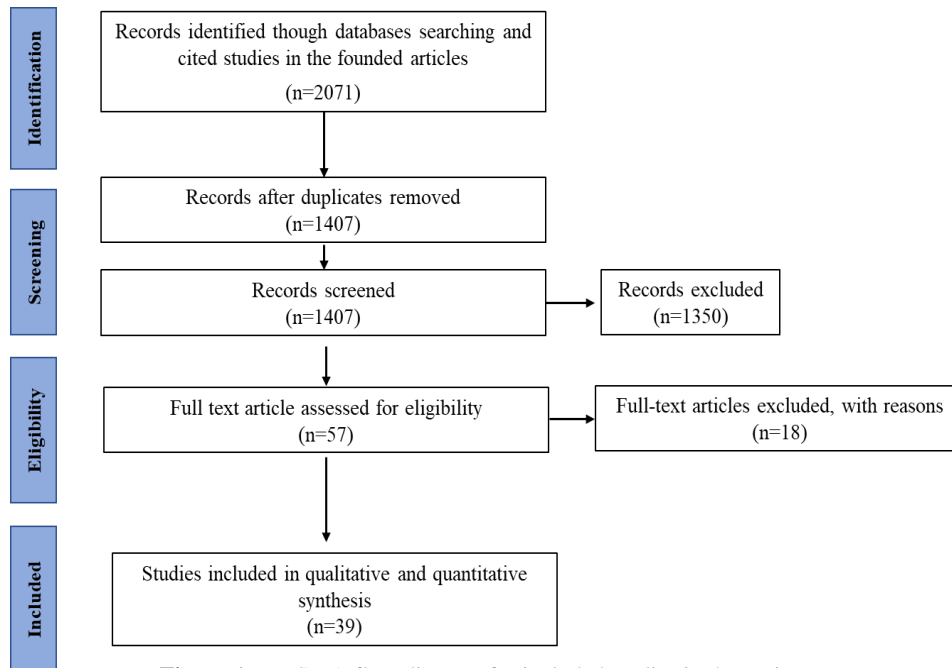 Identification
Records identified though databases searching and
cited studies in the founded articles
(n=2071)
Screening
Records after duplicates removed
(n=1407)
Records screened
(n=1407)
Records excluded
(n=1350)
Eligibility
Full text article assessed for eligibility
(n=57)
Full-text articles excluded, with reasons
(n=18)
Included
Studies included in qualitative and quantitative
synthesis
(n=39)